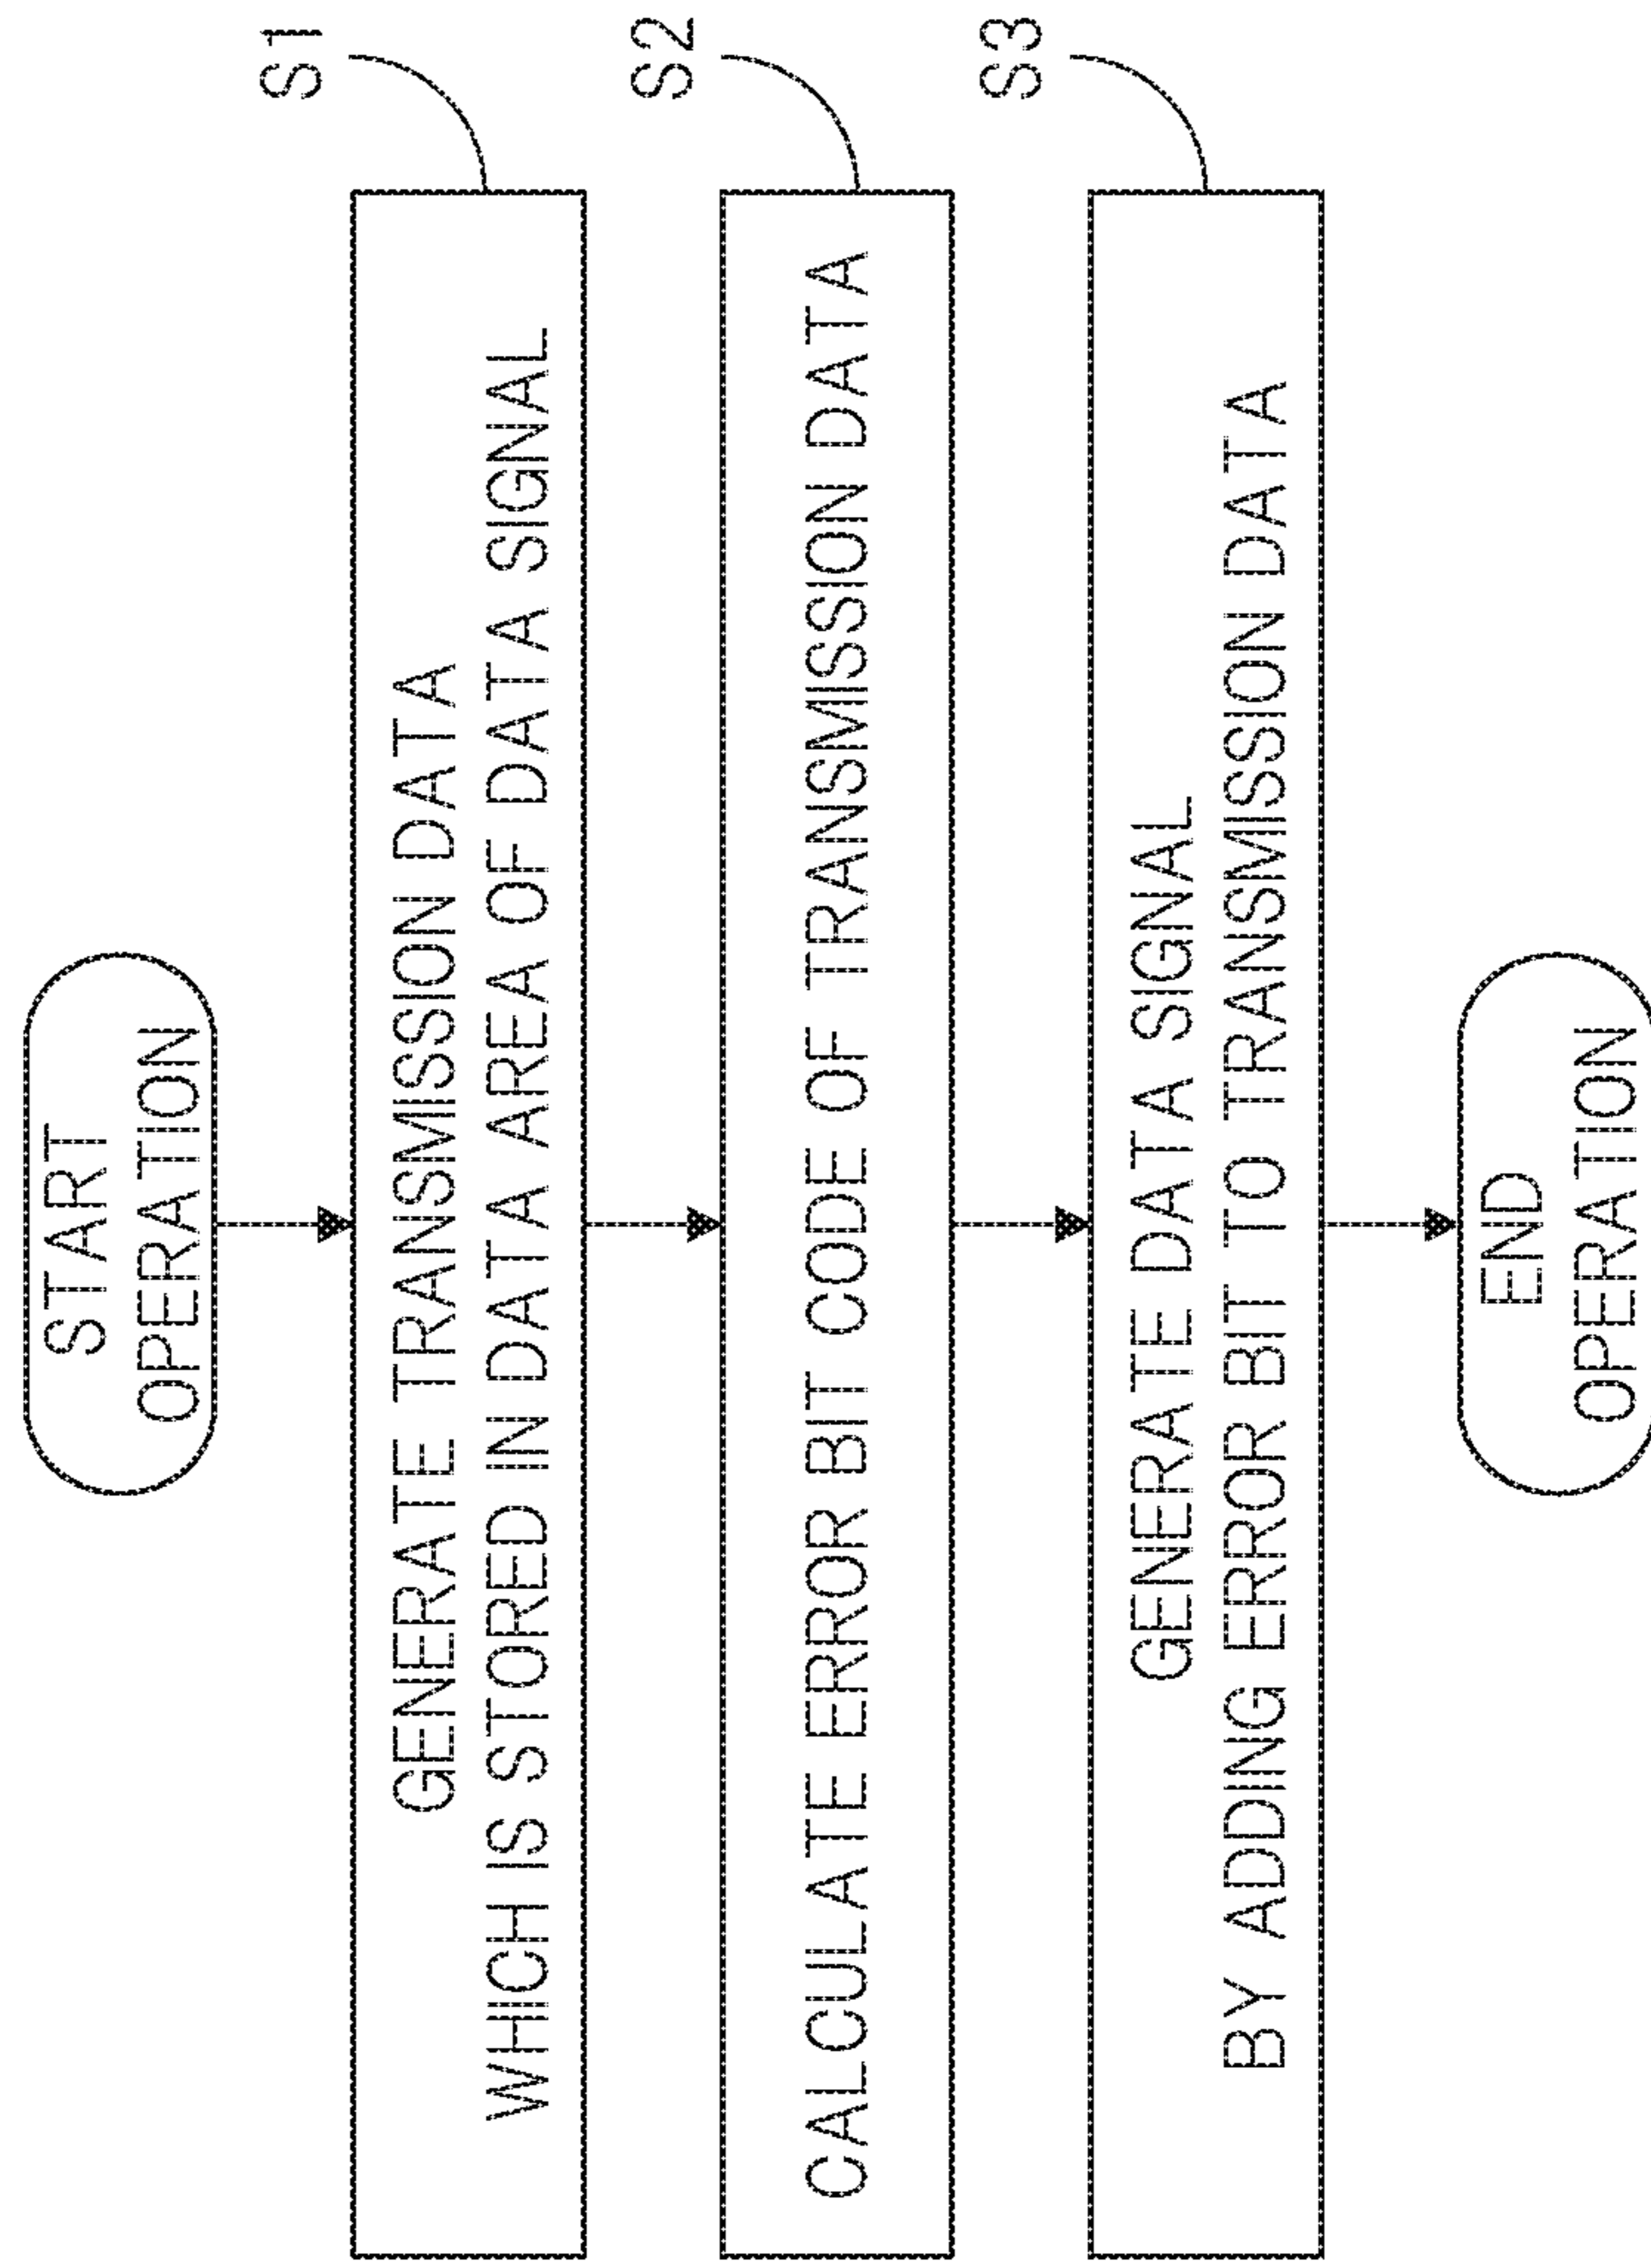 START
OPERATION
S1
GENERATE TRANSMISSION DATA
WHICH IS STORED IN DATA AREA OF DATA SIGNAL
S2
CALCULATE ERROR BIT CODE OF TRANSMISSION DATA
S3
GENERATE DATA SIGNAL
BY ADDING ERROR BIT TO TRANSMISSION DATA
END
OPERATION